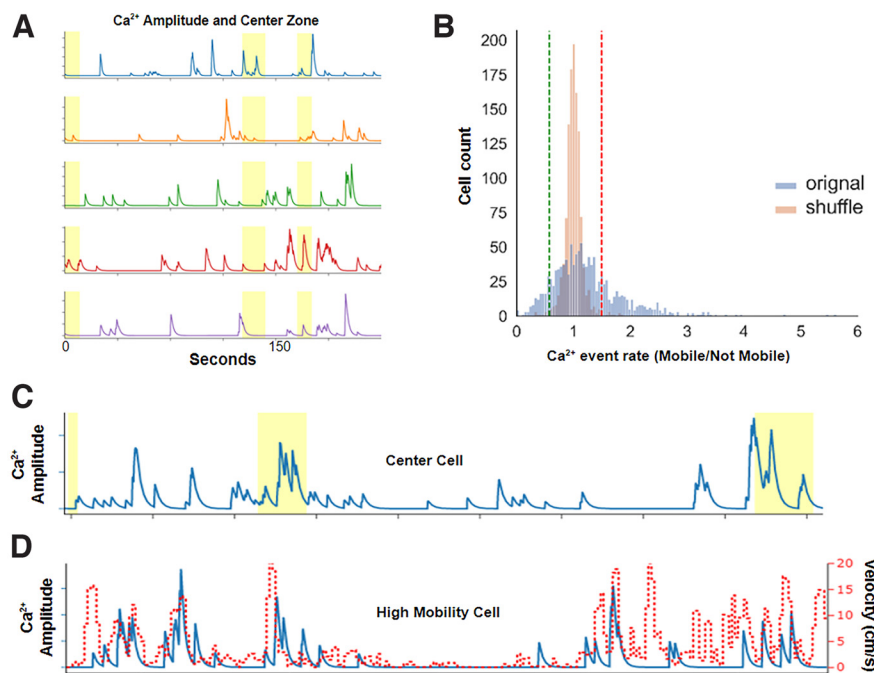 A
Ca²⁺ Amplitude and Center Zone
0
150
Seconds
B
200
175
150
125
100
75
50
25
0
Cell count
orignal
shuffle
0 1 2 3 4 5 6
Ca²⁺ event rate (Mobile/Not Mobile)
C
Ca²⁺
Amplitude
Center Cell
D
Ca²⁺
Amplitude
High Mobility Cell
20
15
10
5
0
Velocity (cm/s)